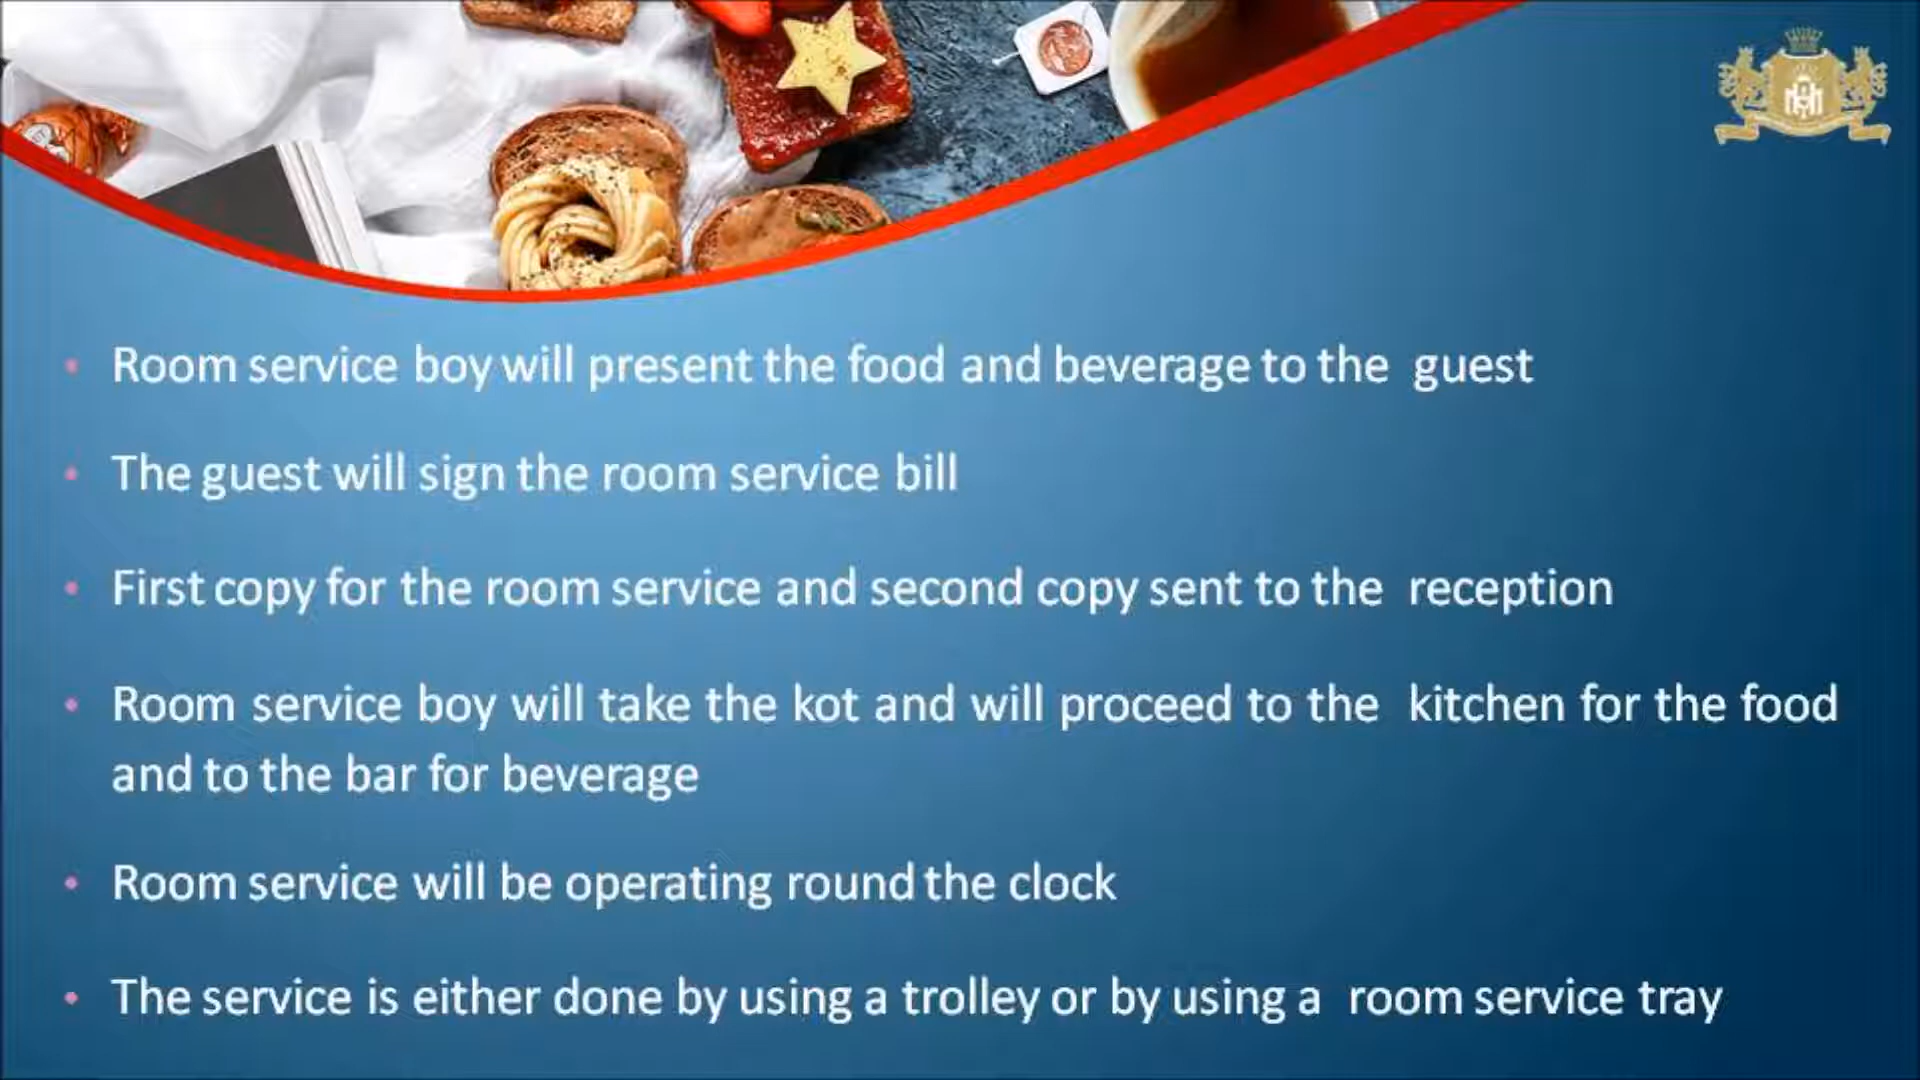 Room service boy will present the food and beverage to the guest
The guest will sign the room service bill
First copy for the room service and second copy sent to the reception
Room service boy will take the kot and will proceed to the kitchen for the food
and to the bar for beverage
Room service will be operating round the clock
The service is either done by using a trolley or by using a room service tray